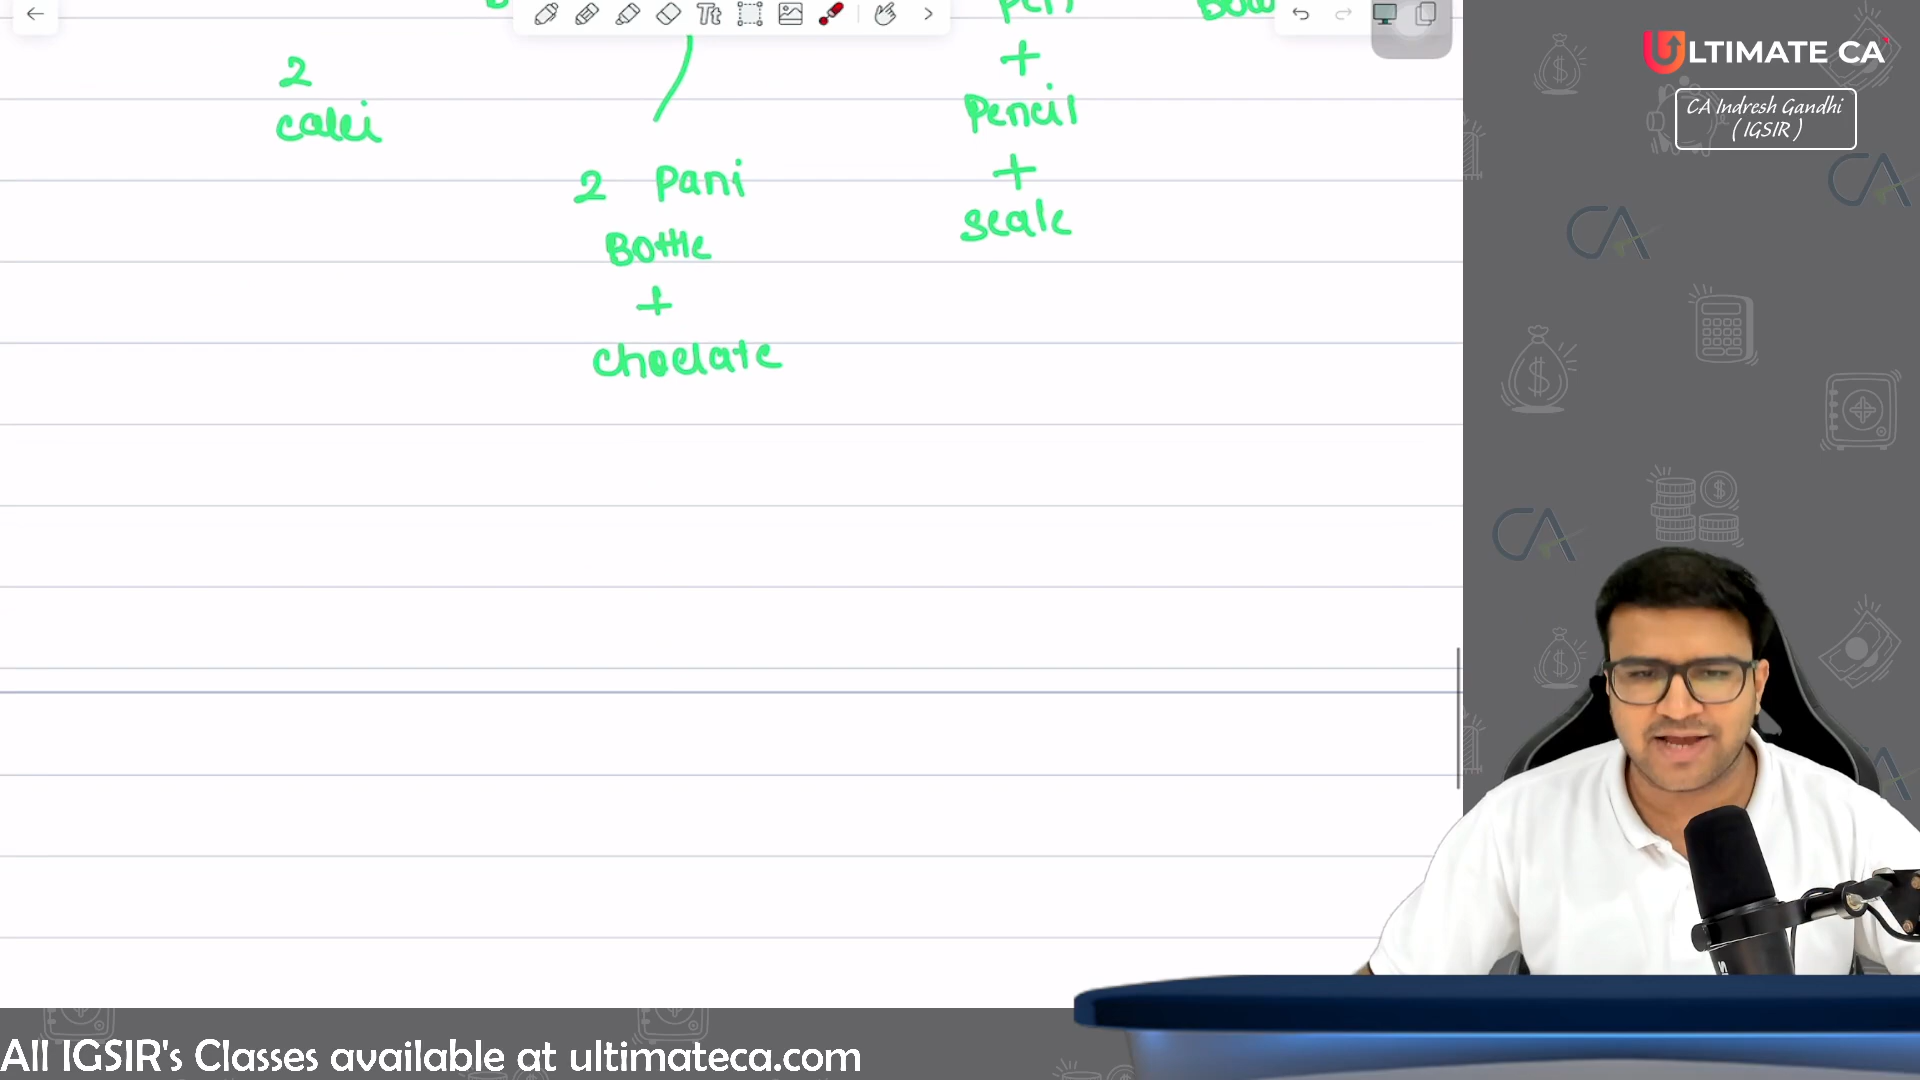 ULTIMATE CA
CA Indresh Gandhi
( IGSIR )
2
calci
2 Pani
Bottle
+
Choclate
+
Pencil
+
Scale
All IGSIR's Classes available at ultimateca.com